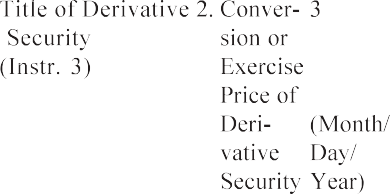 Title of Derivative 2. Conver- 3
Security sion or
(Instr. 3) Exercise
Price of
Deri- (Month/
vative Day/
Security Year)